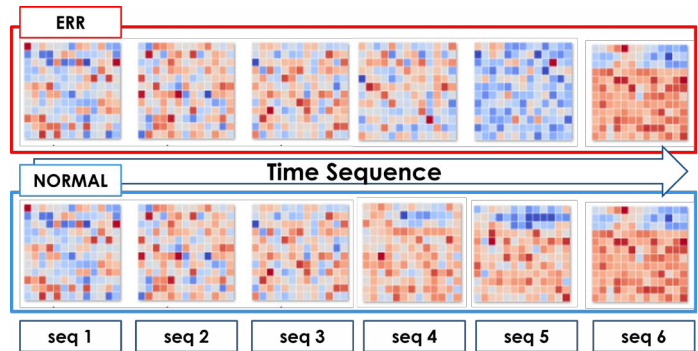 ERR
Time Sequence
NORMAL
seq 1
seq 2
seq 3
seq 4
seq 5
seq 6